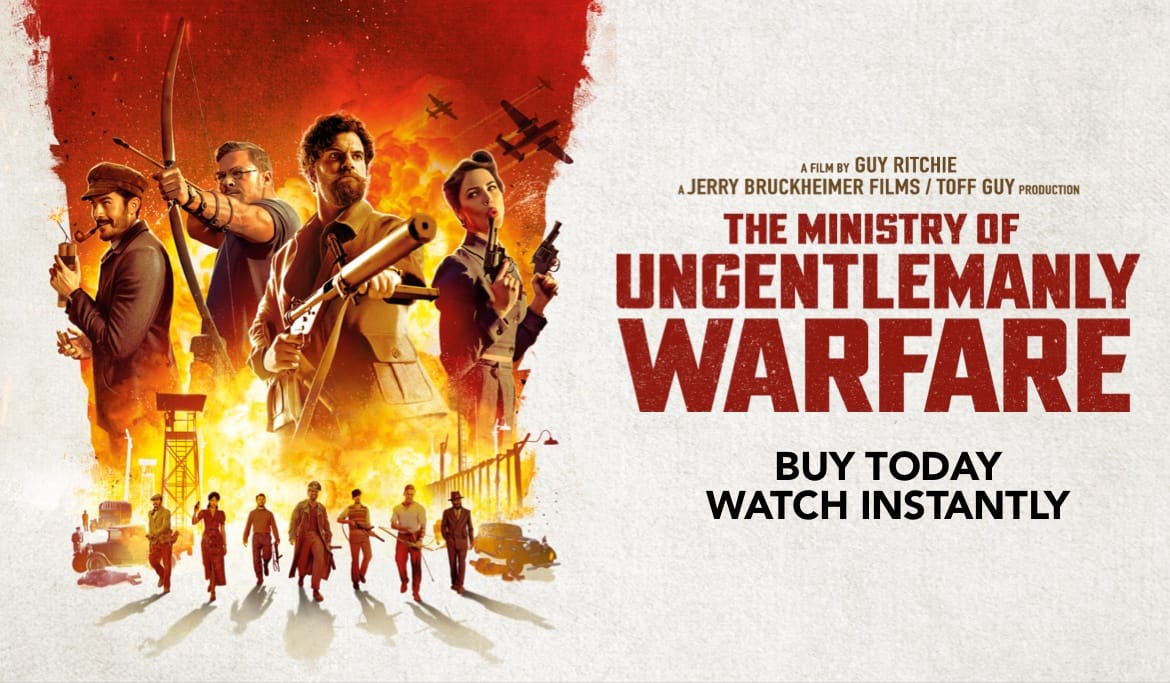 A FILM BY GUY RITCHIE
A JERRY BRUCKHEIMER FILMS / TOFF GUY PRODUCTION
THE MINISTRY OF
UNGENTLEMANLY
WARFARE
BUY TODAY
WATCH INSTANTLY